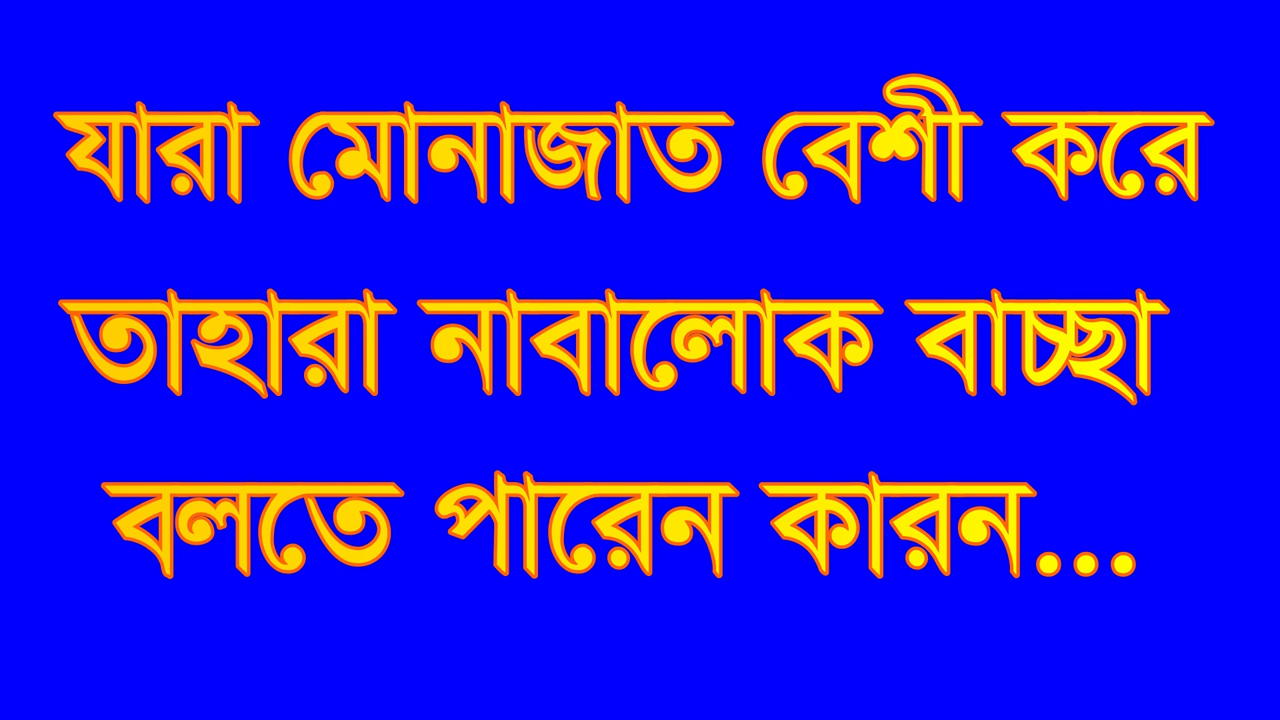 যারা মোনাজাত বেশী করে
তাহারা নাবালোক বাচ্ছা
বলতে পারেন কারন...